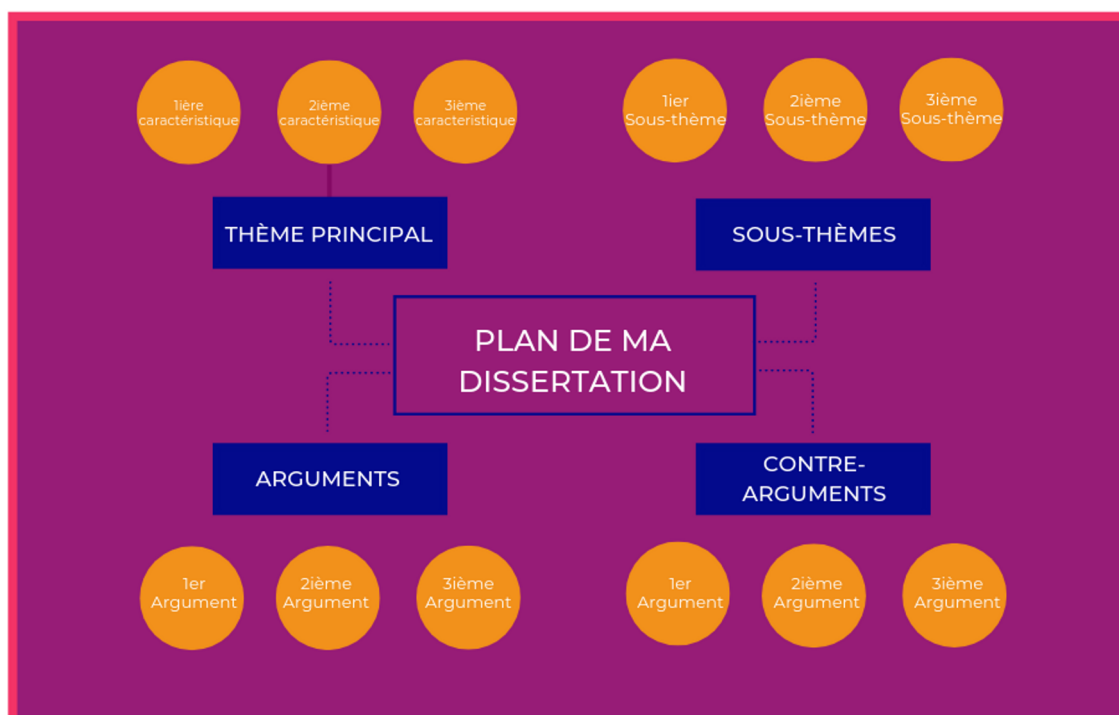 1ière
caractéristique
2ième
caractéristique
3ième
caracteristique
1ier
Sous-thème
2ième
Sous-thème
3ième
Sous-thème
THÈME PRINCIPAL
SOUS-THÈMES
PLAN DE MA
DISSERTATION
ARGUMENTS
CONTRE-
ARGUMENTS
1er
Argument
2ième
Argument
3ième
Argument
1er
Argument
2ième
Argument
3ième
Argument